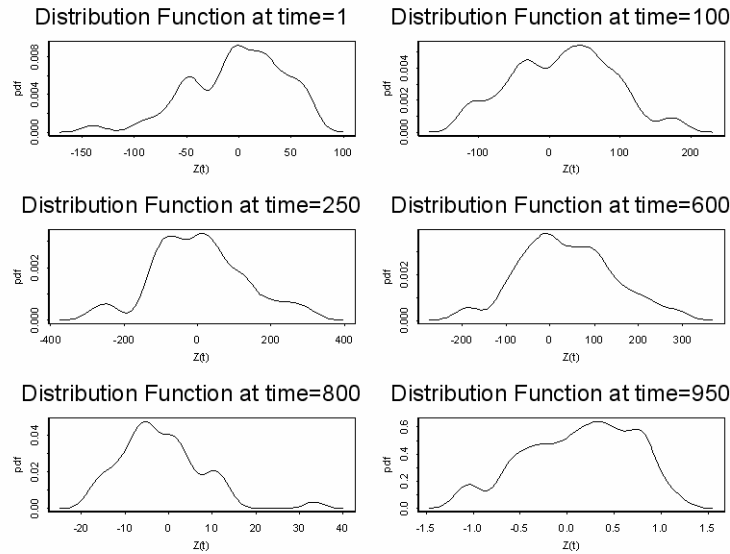 Distribution Function at time=1
pdf
0.000 0.004 0.008
-150 -100 -50 0 50 100
Z(t)
Distribution Function at time=100
pdf
0.000 0.002 0.004
-100 0 100 200
Z(t)
Distribution Function at time=250
pdf
0.000 0.002
-400 -200 0 200 400
Z(t)
Distribution Function at time=600
pdf
0.000 0.002
-200 -100 0 100 200 300
Z(t)
Distribution Function at time=800
pdf
0.00 0.02 0.04
-20 -10 0 10 20 30 40
Z(t)
Distribution Function at time=950
pdf
0.0 0.2 0.4 0.6
-1.5 -1.0 -0.5 0.0 0.5 1.0 1.5
Z(t)